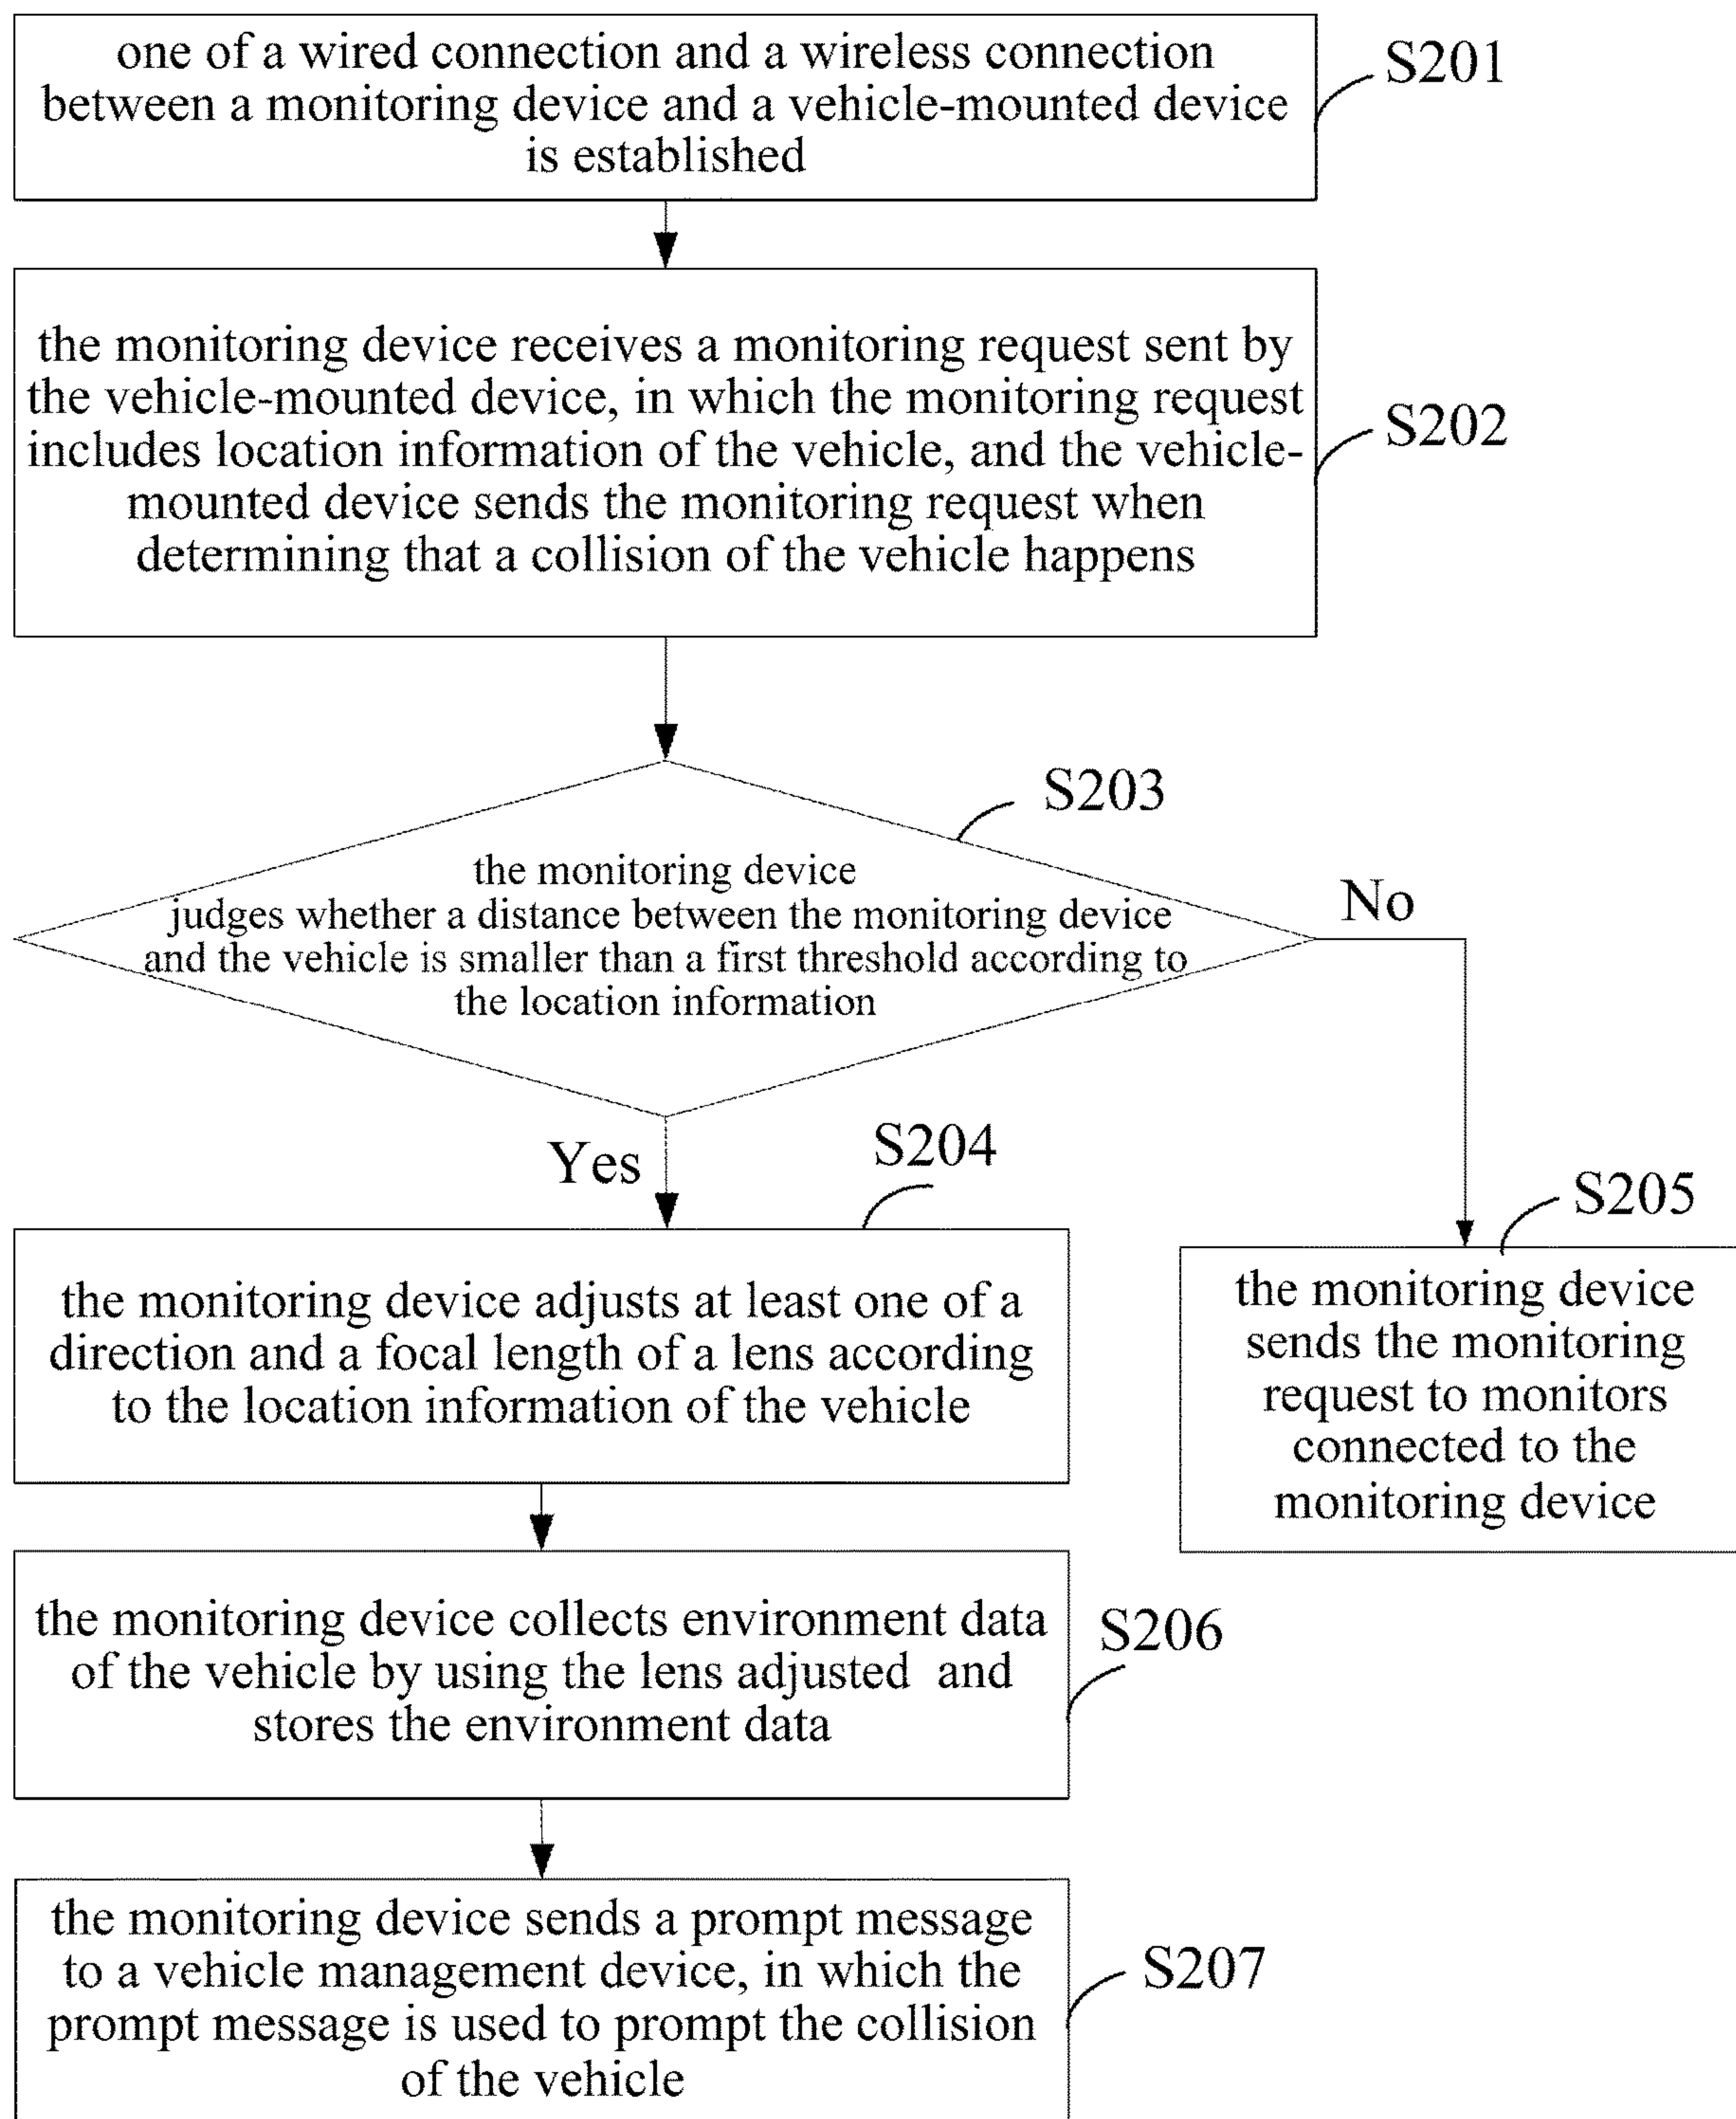 one of a wired connection and a wireless connection
between a monitoring device and a vehicle-mounted device
is established
S201
the monitoring device receives a monitoring request sent by
the vehicle-mounted device, in which the monitoring request
includes location information of the vehicle, and the vehicle-
mounted device sends the monitoring request when
determining that a collision of the vehicle happens
S202
S203
the monitoring device
judges whether a distance between the monitoring device
and the vehicle is smaller than a first threshold according to
the location information
No
Yes
S204
the monitoring device adjusts at least one of a
direction and a focal length of a lens according
to the location information of the vehicle
S205
the monitoring device
sends the monitoring
request to monitors
connected to the
monitoring device
the monitoring device collects environment data
of the vehicle by using the lens adjusted and
stores the environment data
S206
the monitoring device sends a prompt message
to a vehicle management device, in which the
prompt message is used to prompt the collision
of the vehicle
S207